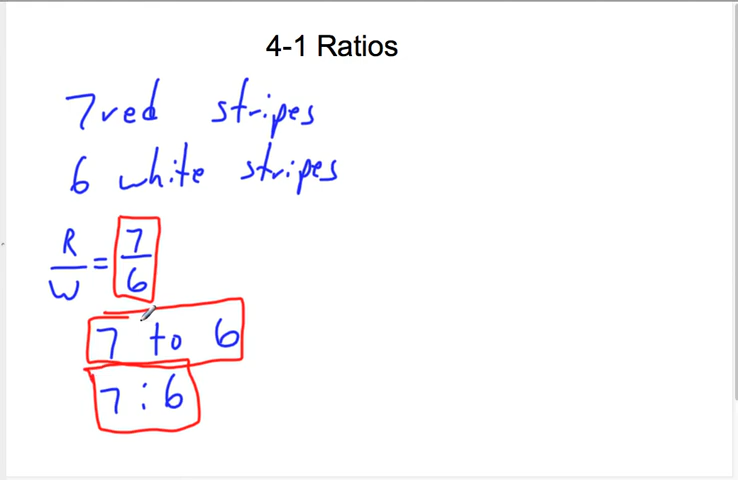 4-1 Ratios
7 red stripes
6 white stripes
R/W = 7/6
7 to 6
7 : 6